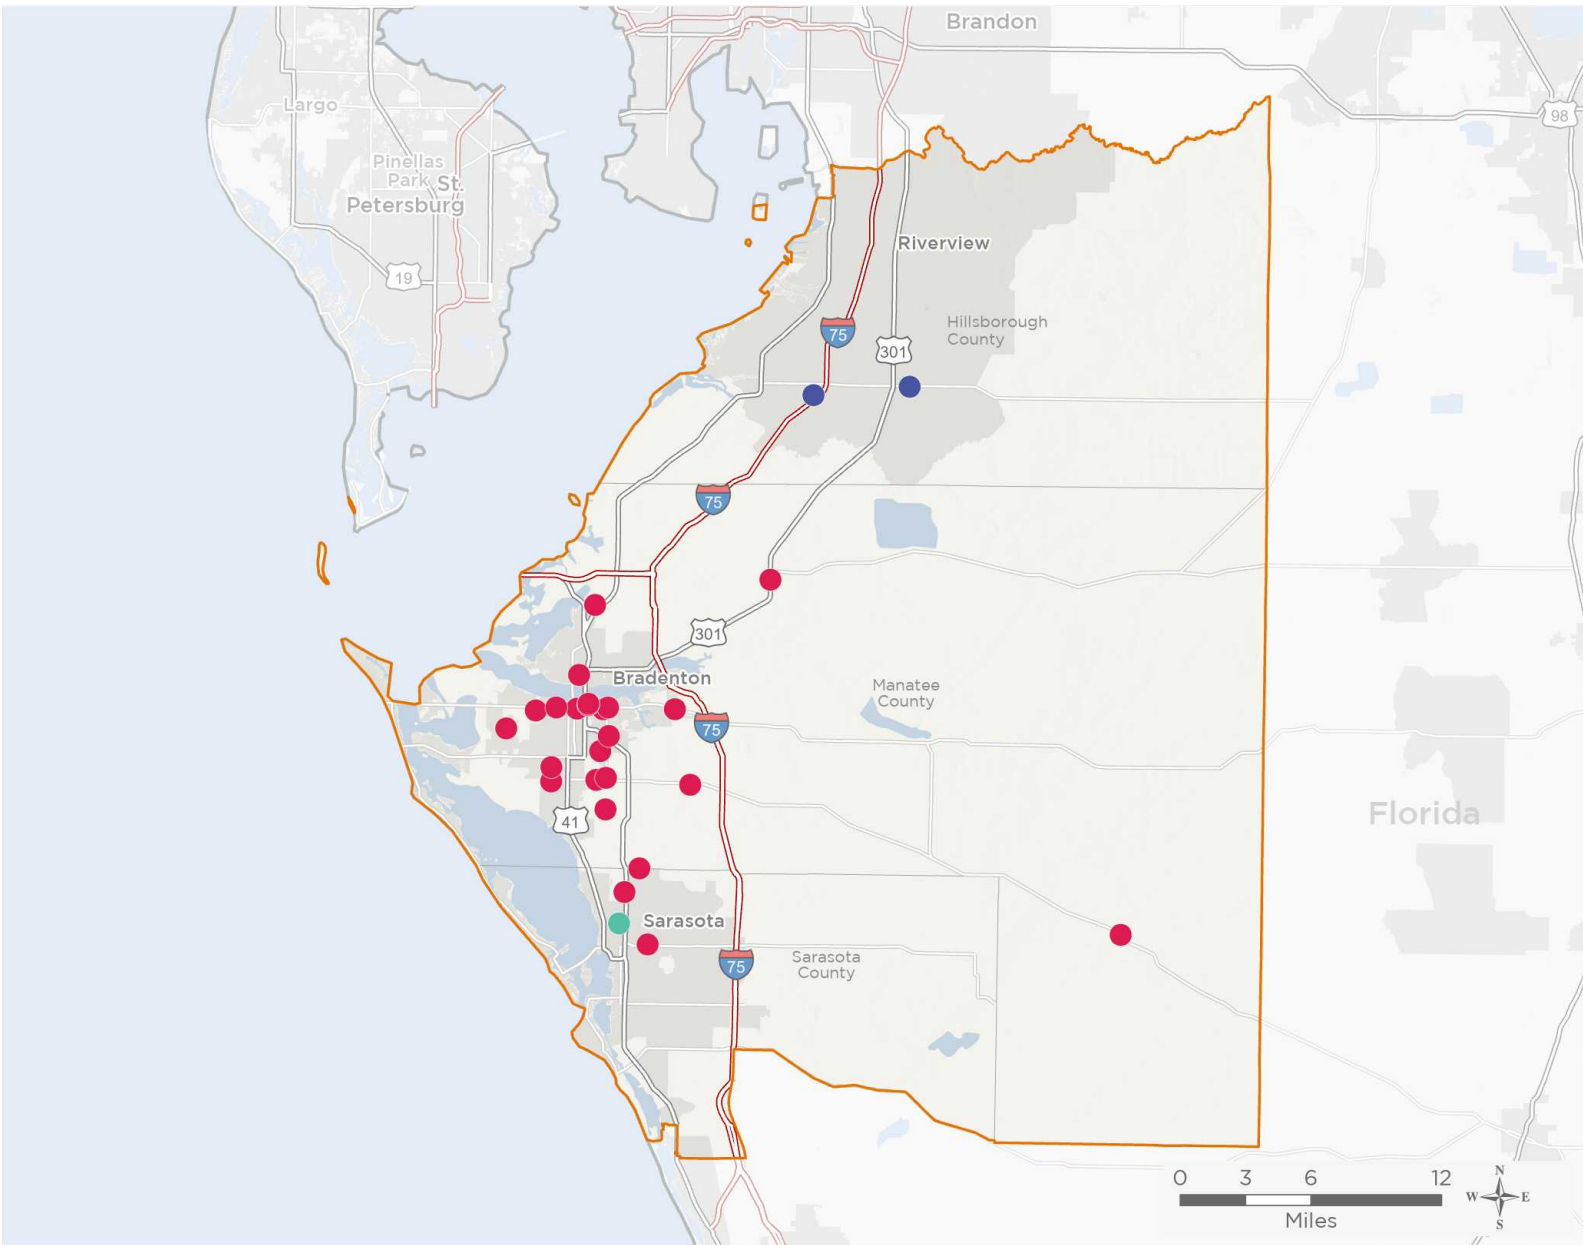 Brandon
98
Largo
Pinellas
Park
St.
Petersburg
19
Riverview
Hillsborough
County
75
301
75
301
Bradenton
Manatee
County
75
Florida
41
Sarasota
Sarasota
County
75
0 3 6 12
Miles
N
W E
S